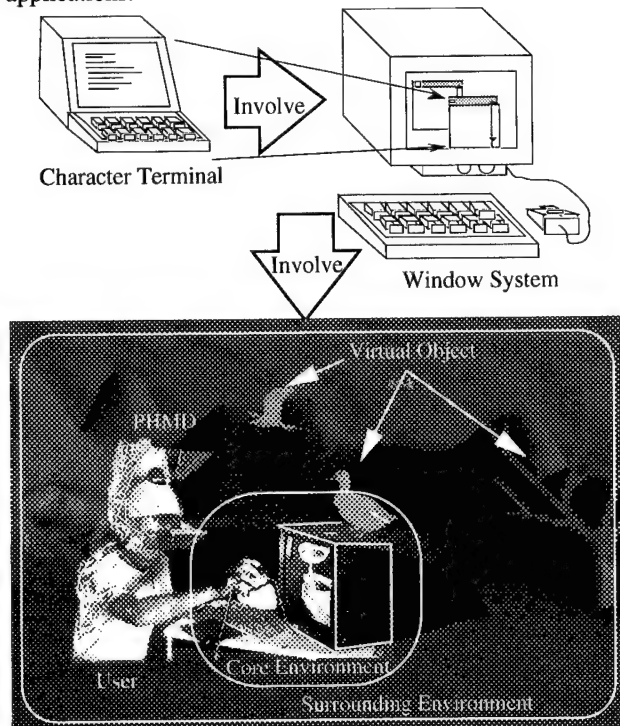 applications.
Involve
Character Terminal
Involve
Window System
Virtual Object
PHMD
Core Environment
User
Surrounding Environment